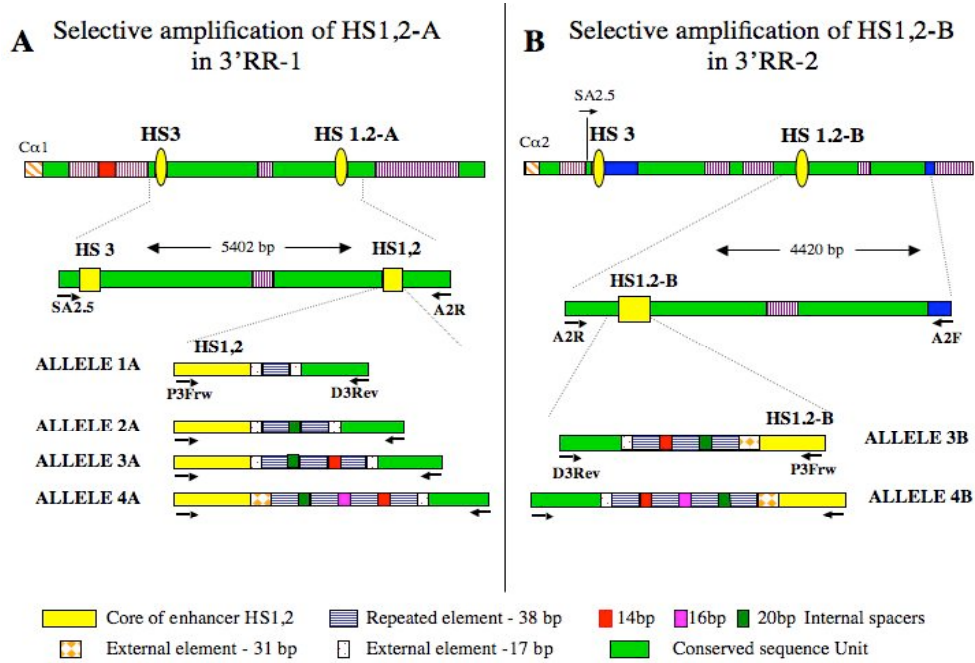 A Selective amplification of HS1,2-A
in 3'RR-1
Cα1
HS3
HS 1.2-A
HS 3
5402 bp
HS1,2
SA2.5
A2R
HS1,2
ALLELE 1A
P3Frw
D3Rev
ALLELE 2A
ALLELE 3A
ALLELE 4A
B Selective amplification of HS1,2-B
in 3'RR-2
SA2.5
Cα2
HS 3
HS 1.2-B
4420 bp
HS1.2-B
A2R
A2F
HS1.2-B
ALLELE 3B
D3Rev
P3Frw
ALLELE 4B
Core of enhancer HS1,2
Repeated element - 38 bp
14bp
16bp
20bp Internal spacers
External element - 31 bp
External element - 17 bp
Conserved sequence Unit